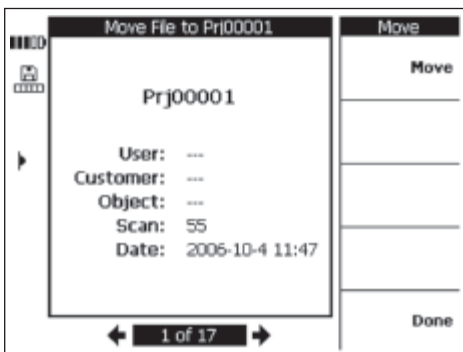 Move File to Prj00001
Move
Move
Prj00001
User: ---
Customer: ---
Object: ---
Scan: 55
Date: 2006-10-4 11:47
1 of 17
Done